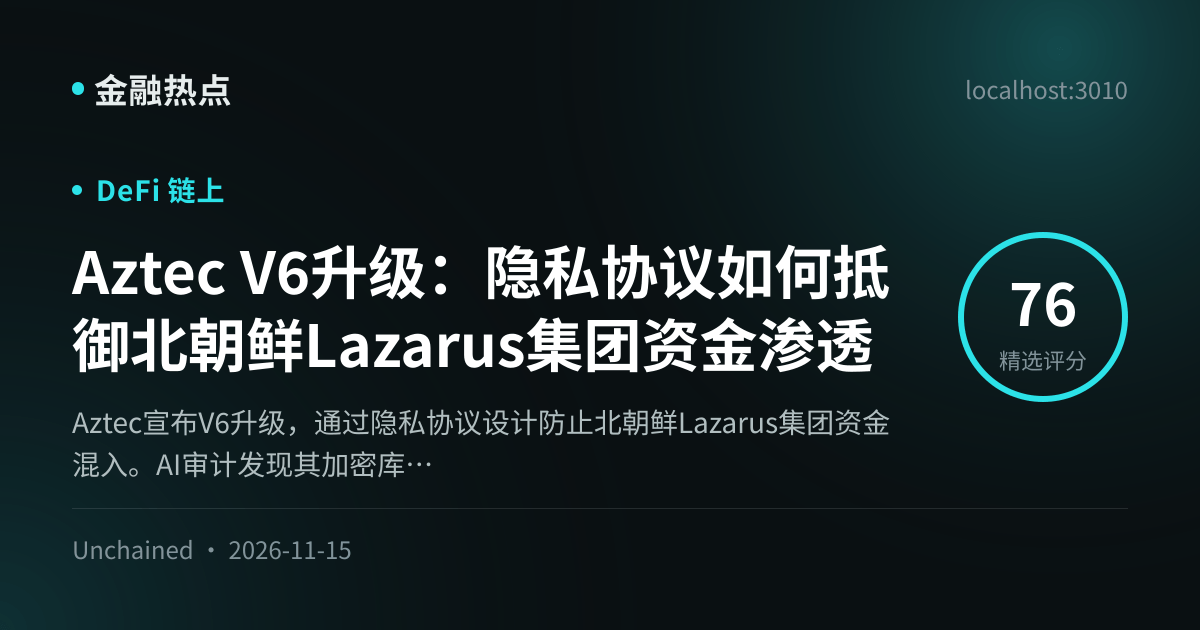 金融热点
localhost:3010
DeFi 链上
Aztec V6升级：隐私协议如何抵
御北朝鲜Lazarus集团资金渗透
76
精选评分
Aztec宣布V6升级，通过隐私协议设计防止北朝鲜Lazarus集团资金
混入。AI审计发现其加密库…
Unchained · 2026-11-15